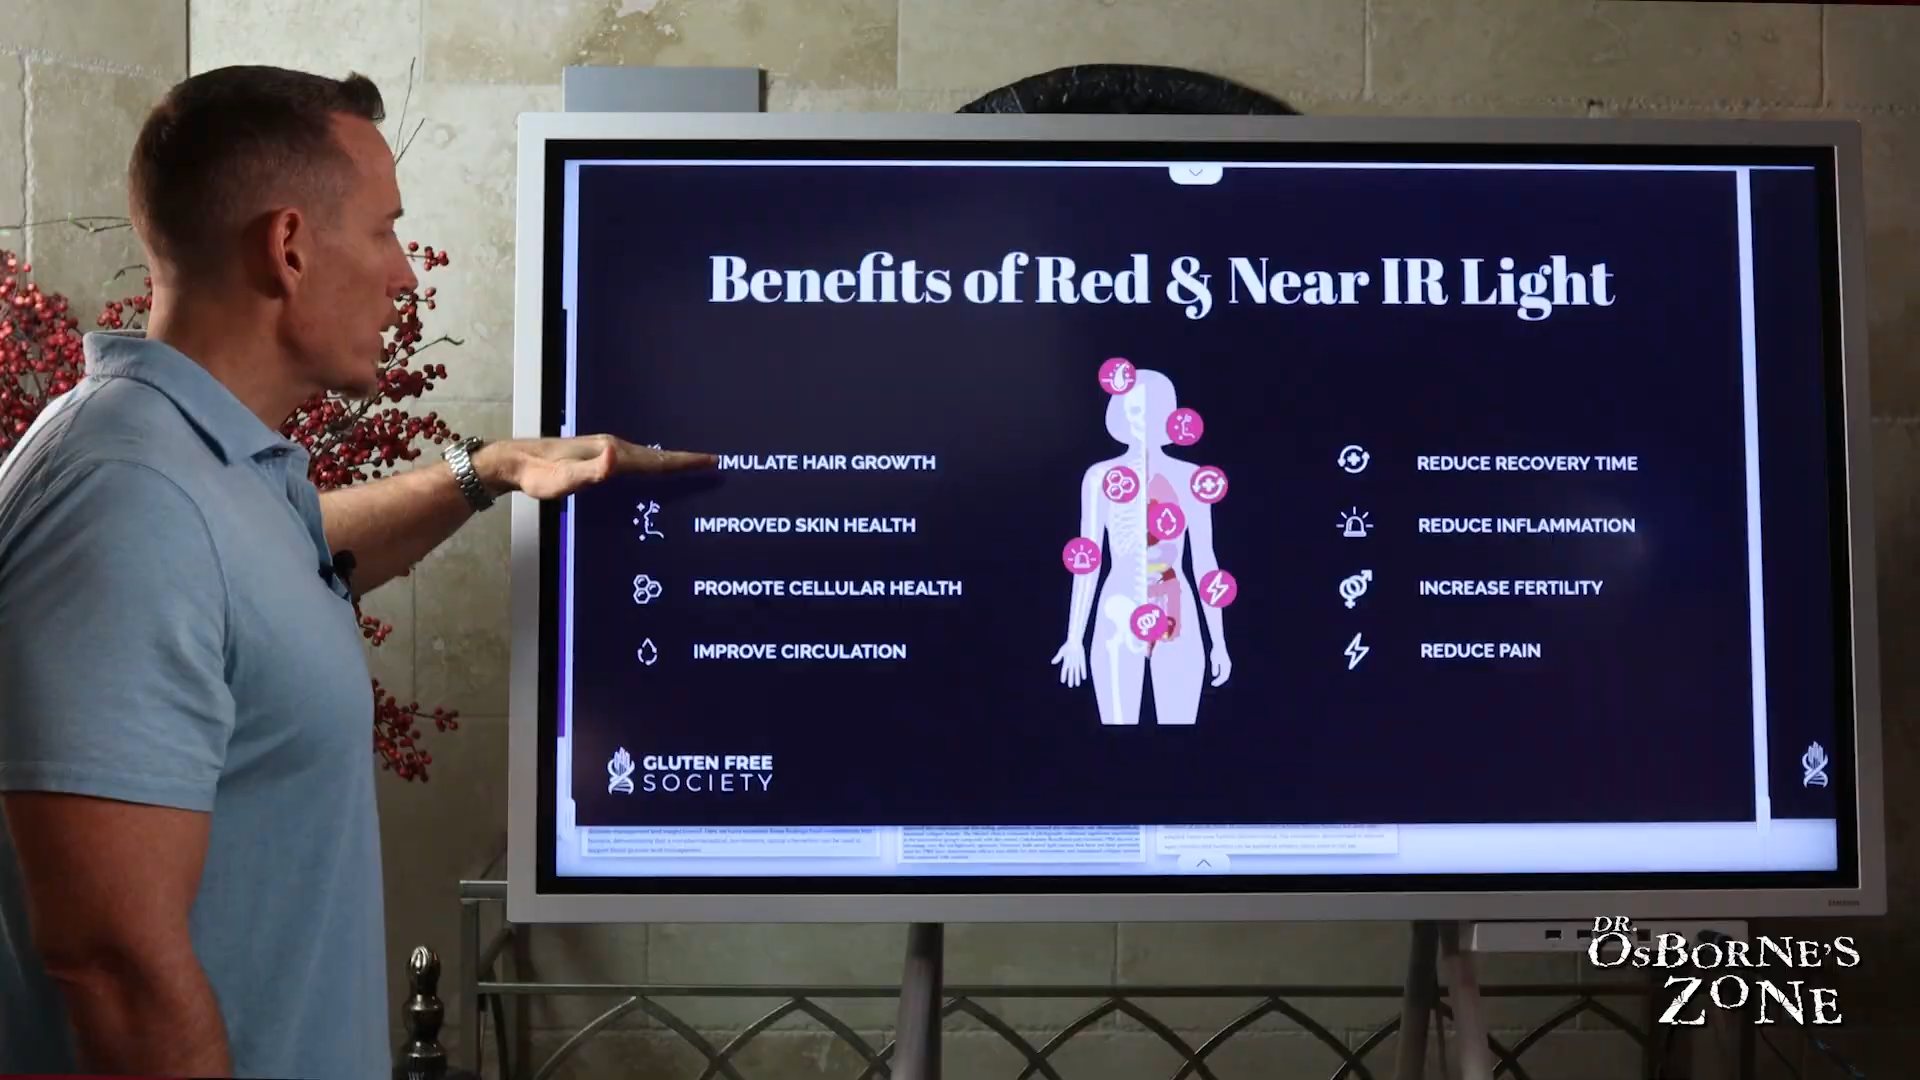 Benefits of Red & Near IR Light
IMULATE HAIR GROWTH
IMPROVED SKIN HEALTH
PROMOTE CELLULAR HEALTH
IMPROVE CIRCULATION
REDUCE RECOVERY TIME
REDUCE INFLAMMATION
INCREASE FERTILITY
REDUCE PAIN
GLUTEN FREE
SOCIETY
DR.
OSBORNE'S
ZONE